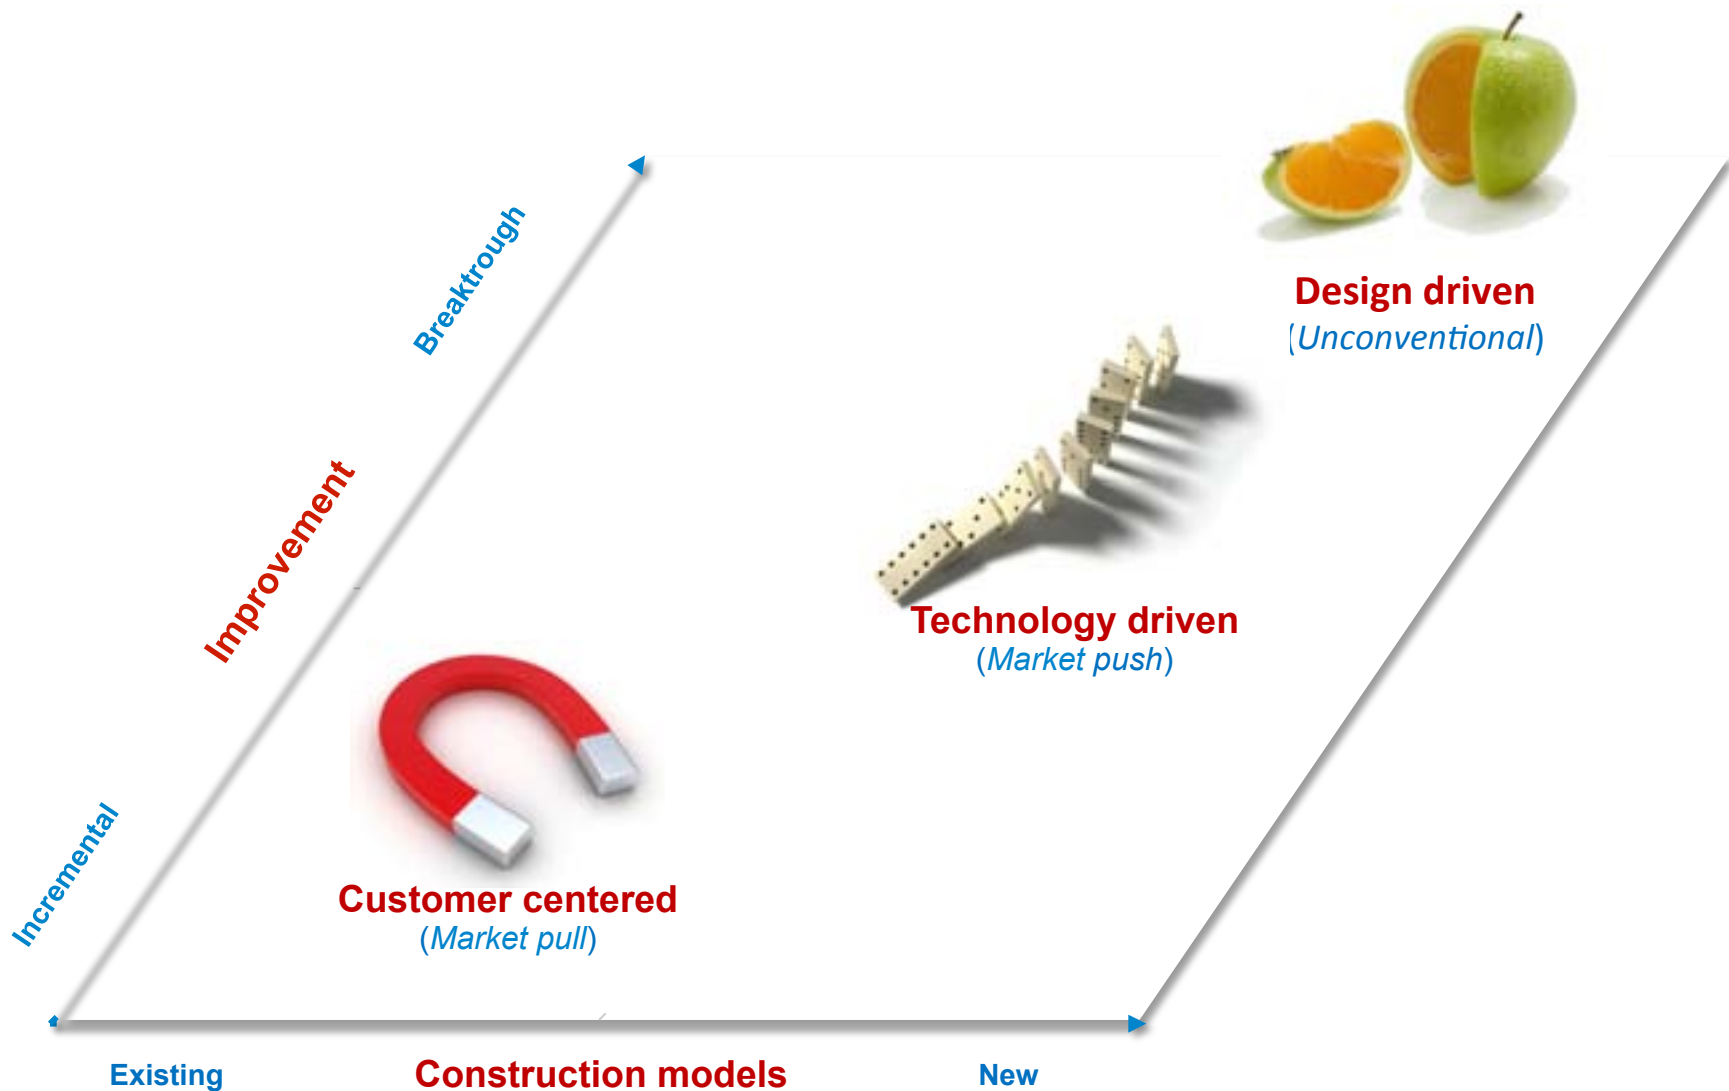 Design driven
(Unconventional)
Breaktrough
Improvement
Technology driven
(Market push)
Incremental
Customer centered
(Market pull)
Existing
Construction models
New